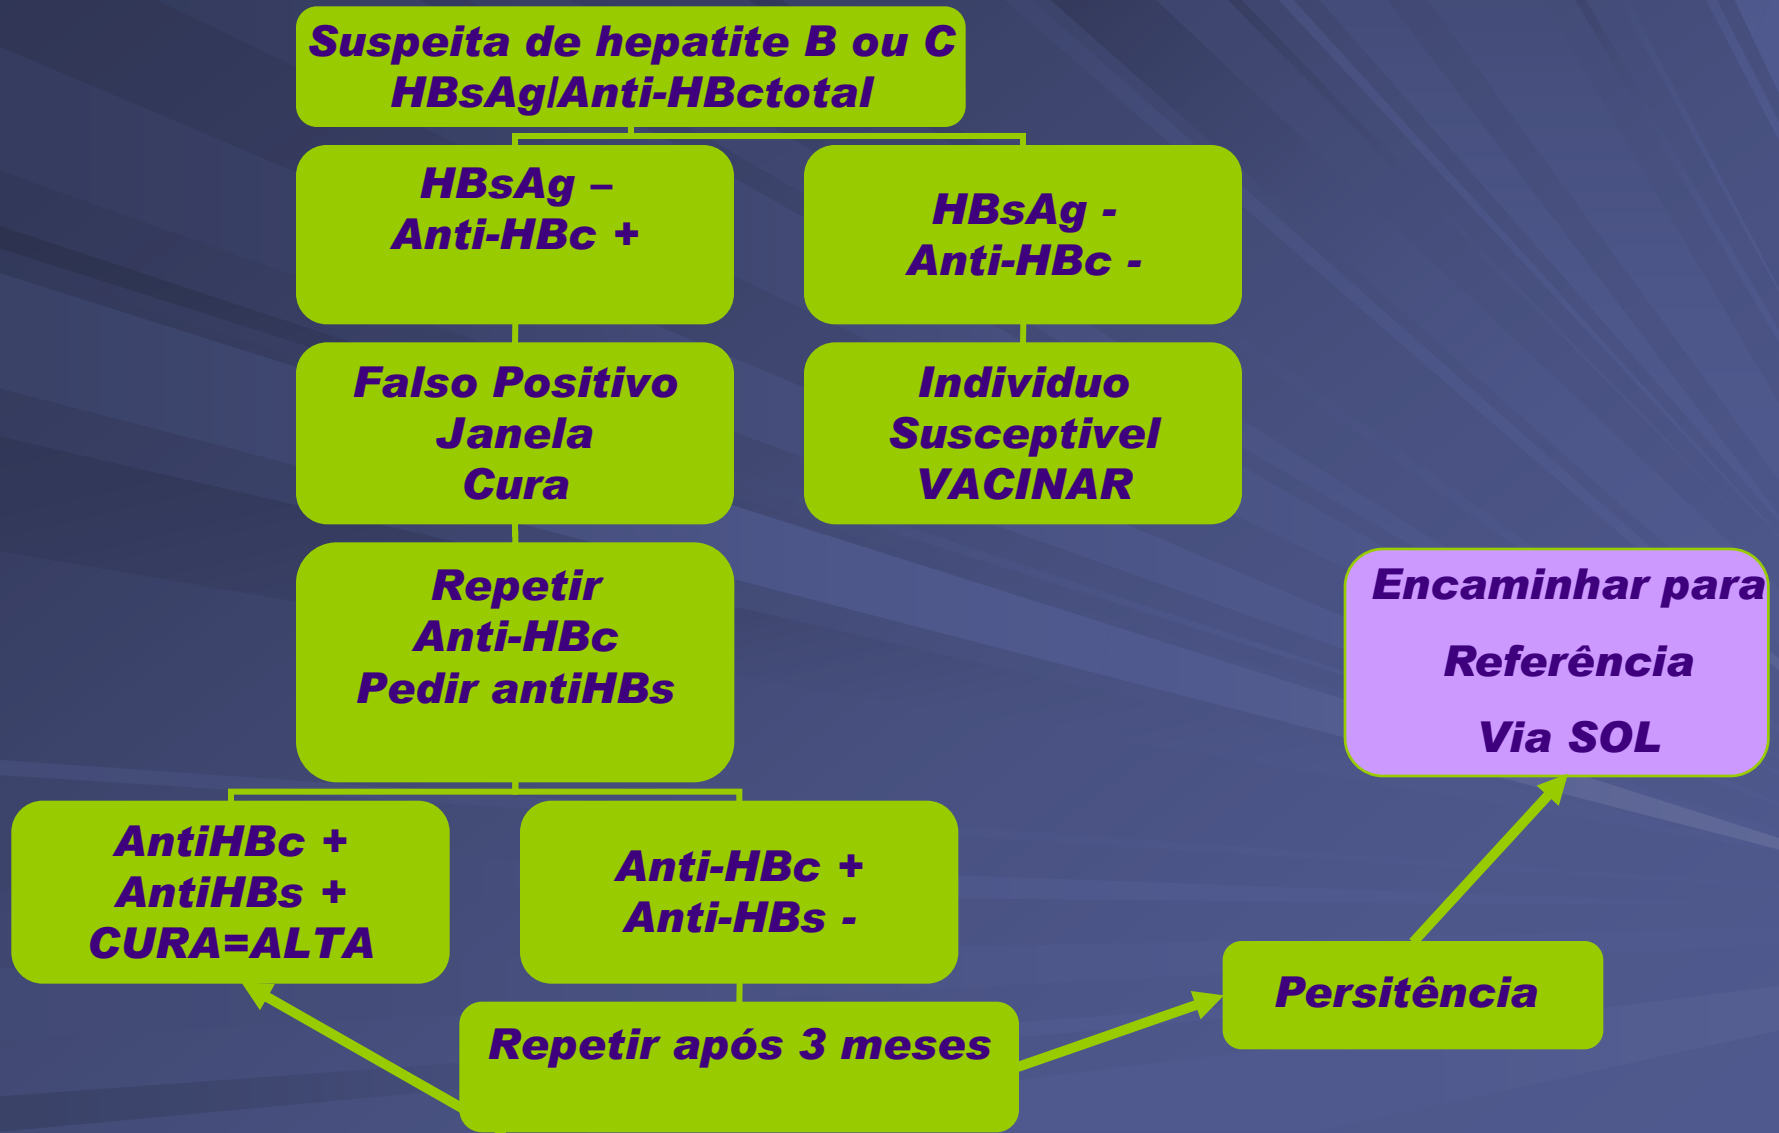 Suspeita de hepatite B ou C
HBsAg/Anti-HBctotal
HBsAg –
Anti-HBc +
HBsAg -
Anti-HBc -
Falso Positivo
Janela
Cura
Individuo
Susceptivel
VACINAR
Repetir
Anti-HBc
Pedir antiHBs
Encaminhar para
Referência
Via SOL
AntiHBc +
AntiHBs +
CURA=ALTA
Anti-HBc +
Anti-HBs -
Persitência
Repetir após 3 meses